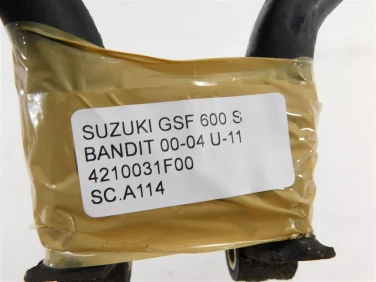 SUZUKI GSF 600 S
BANDIT 00-04 U-11
4210031F00
SC.A114